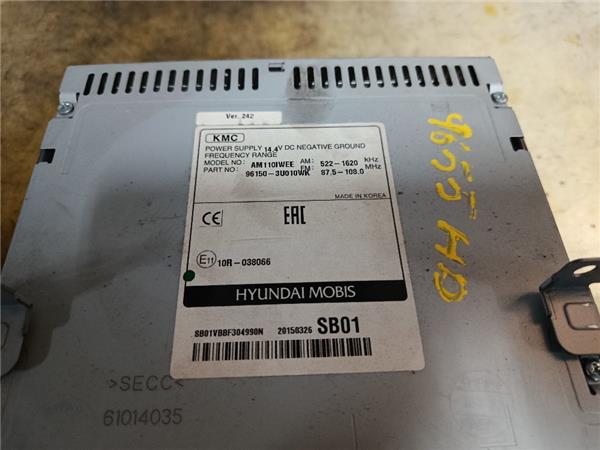 Ver. 242
KMC
POWER SUPPLY 14.4V DC NEGATIVE GROUND
FREQUENCY RANGE
MODEL NO : AM110IWEE AM: 522-1620 KHz
PART NO : 96150-3U010WK FM: 87.5-108.0 MHz
MADE IN KOREA
CE EAC
E11 10R-038066
HYUNDAI MOBIS
SB01VBBF304990N 20150326 SB01
>SECC<
61014035